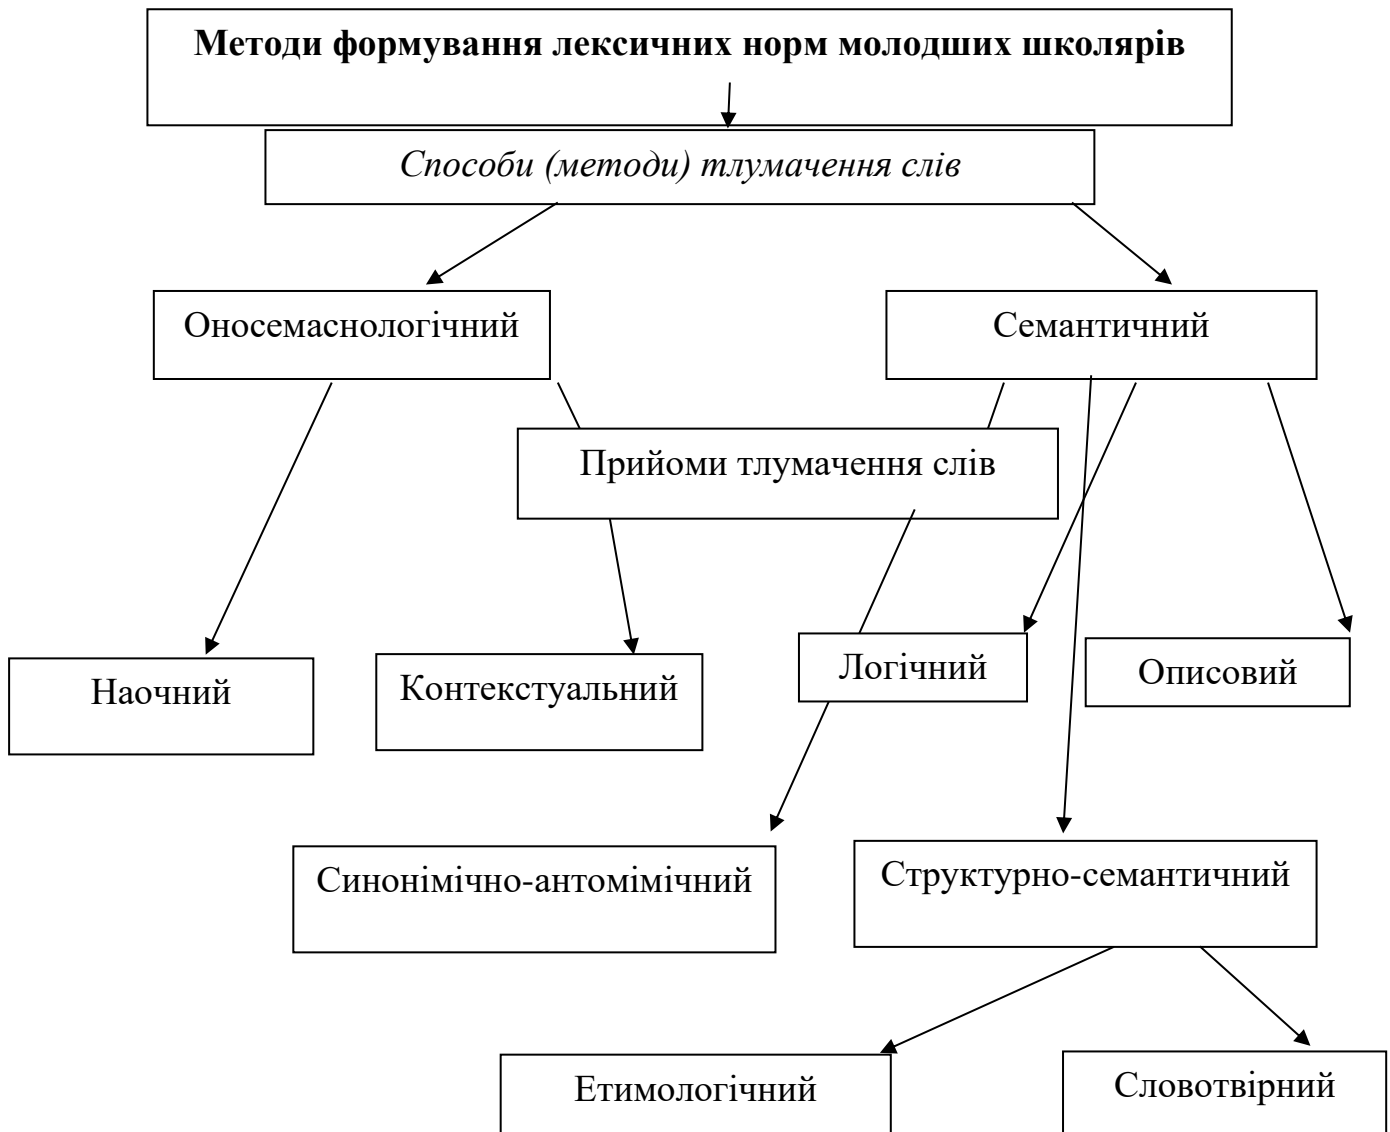 Методи формування лексичних норм молодших школярів
Способи (методи) тлумачення слів
Оносемаснологічний
Семантичний
Прийоми тлумачення слів
Наочний
Контекстуальний
Логічний
Описовий
Синонімічно-антомімічний
Структурно-семантичний
Етимологічний
Словотвірний